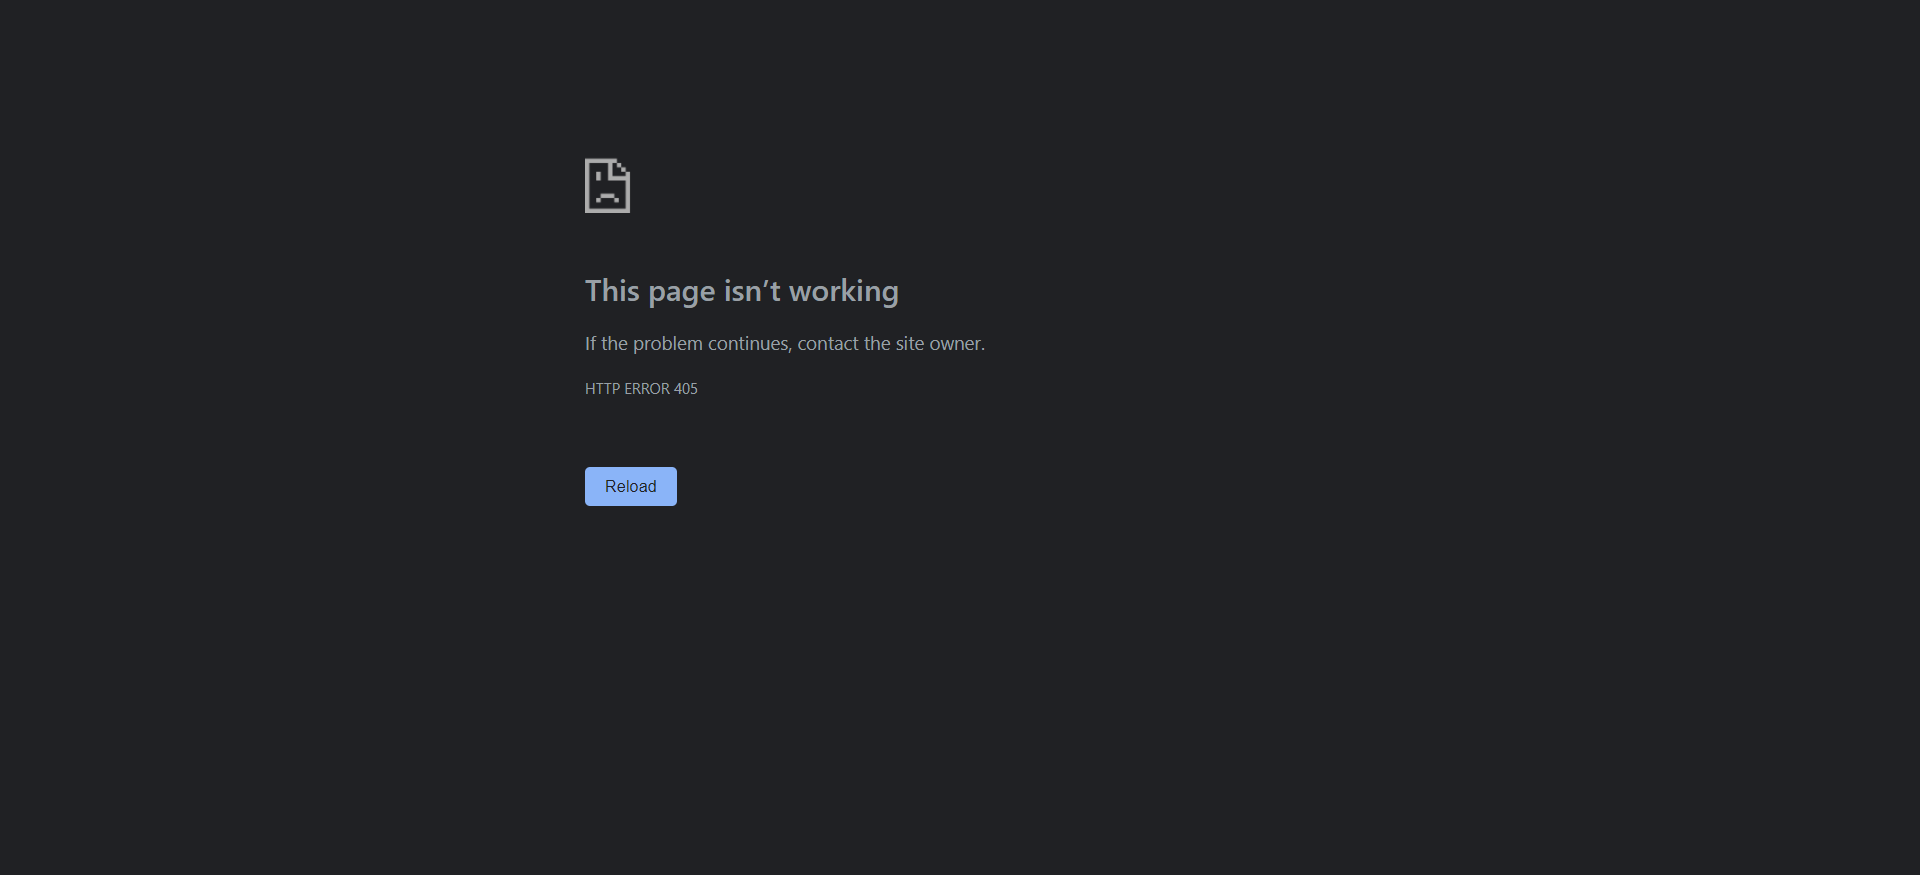 This page isn’t working
If the problem continues, contact the site owner.
HTTP ERROR 405
Reload